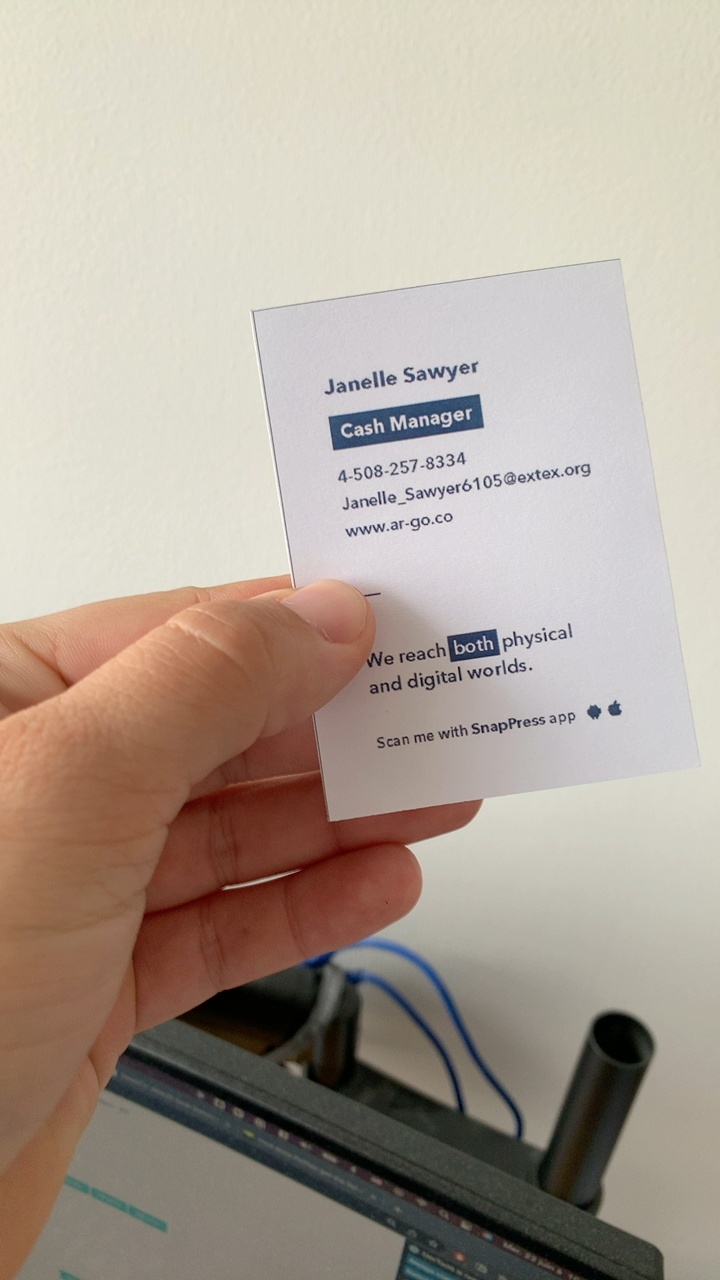 Janelle Sawyer
Cash Manager
4-508-257-8334
Janelle_Sawyer6105@extex.org
www.ar-go.co
We reach both physical
and digital worlds.
Scan me with SnapPress app